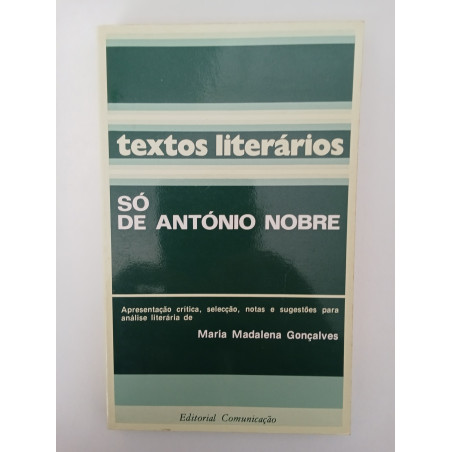 textos literários
SÓ
DE ANTÓNIO NOBRE
Apresentação crítica, selecção, notas e sugestões para
análise literária de
Maria Madalena Gonçalves
Editorial Comunicação